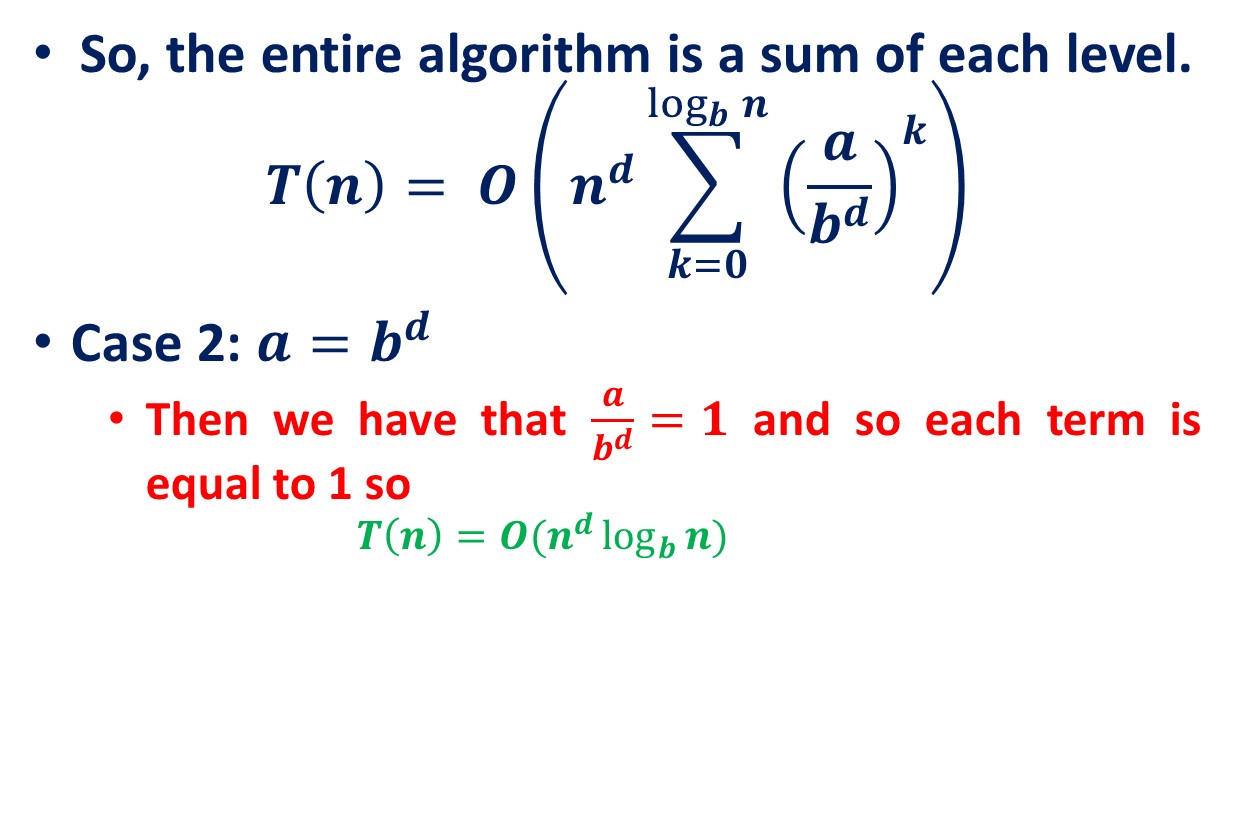 • So, the entire algorithm is a sum of each level.
T(n) = O(n^d ∑_{k=0}^{log_b n} (a/b^d)^k)
• Case 2: a = b^d
• Then we have that a/b^d = 1 and so each term is
equal to 1 so
T(n) = O(n^d log_b n)